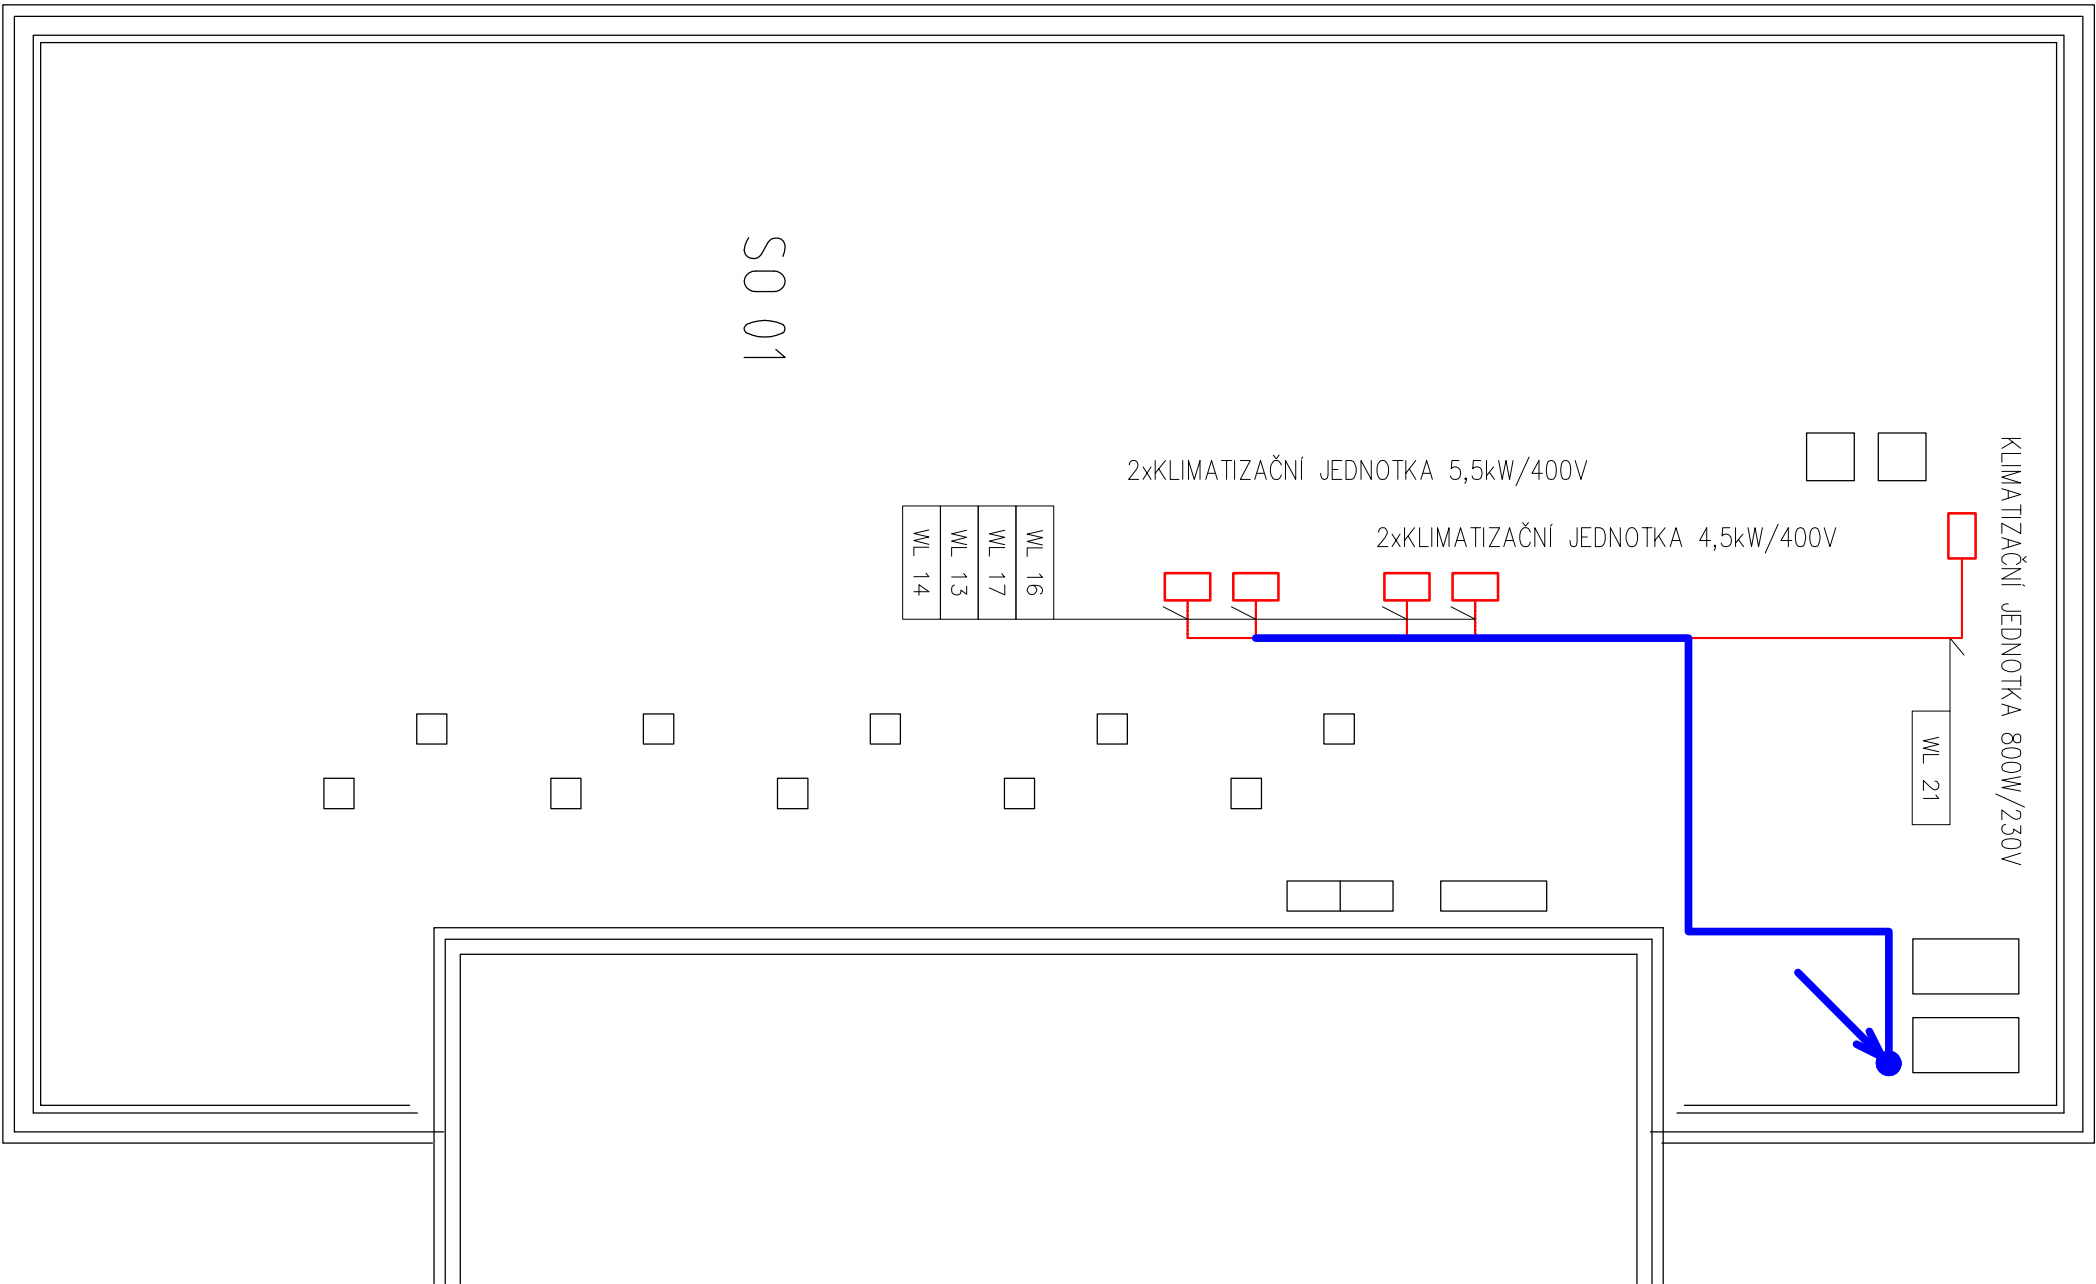 SO 01
2xKLIMATIZAČNÍ JEDNOTKA 5,5kW/400V
2xKLIMATIZAČNÍ JEDNOTKA 4,5kW/400V
KLIMATIZAČNÍ JEDNOTKA 800W/230V
WL 16
WL 17
WL 13
WL 14
WL 21